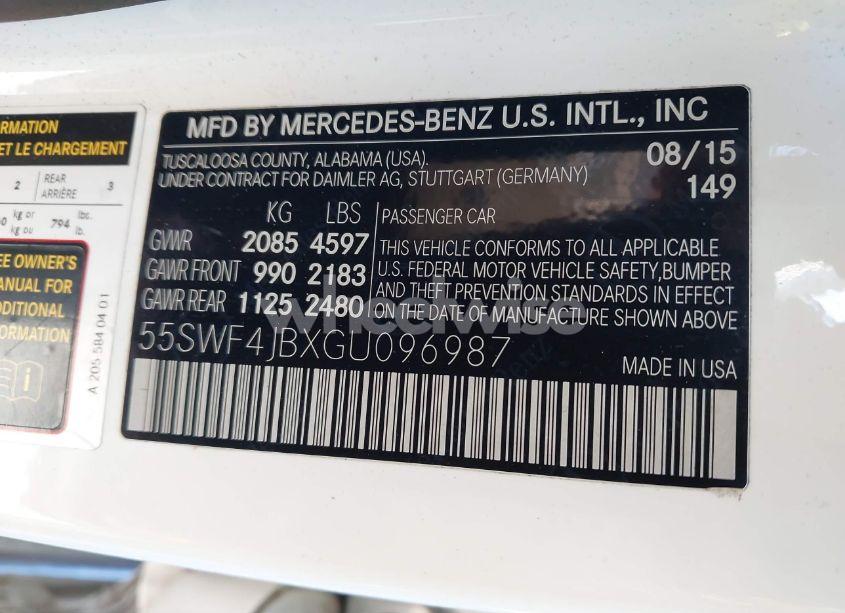 ORMATION
ET LE CHARGEMENT
2 REAR ARRIÈRE 3
0 kg or kg ou 794 lbs. lb.
EE OWNER'S
MANUAL FOR
DDITIONAL
FORMATION
A 205 584 04 01
MFD BY MERCEDES-BENZ U.S. INTL., INC
TUSCALOOSA COUNTY, ALABAMA (USA). 08/15
UNDER CONTRACT FOR DAIMLER AG, STUTTGART (GERMANY) 149
KG LBS PASSENGER CAR
GVWR 2085 4597
GAWR FRONT 990 2183
GAWR REAR 1125 2480
THIS VEHICLE CONFORMS TO ALL APPLICABLE
U.S. FEDERAL MOTOR VEHICLE SAFETY,BUMPER
AND THEFT PREVENTION STANDARDS IN EFFECT
ON THE DATE OF MANUFACTURE SHOWN ABOVE
wheelwise
55SWF4JBXGU096987
MADE IN USA